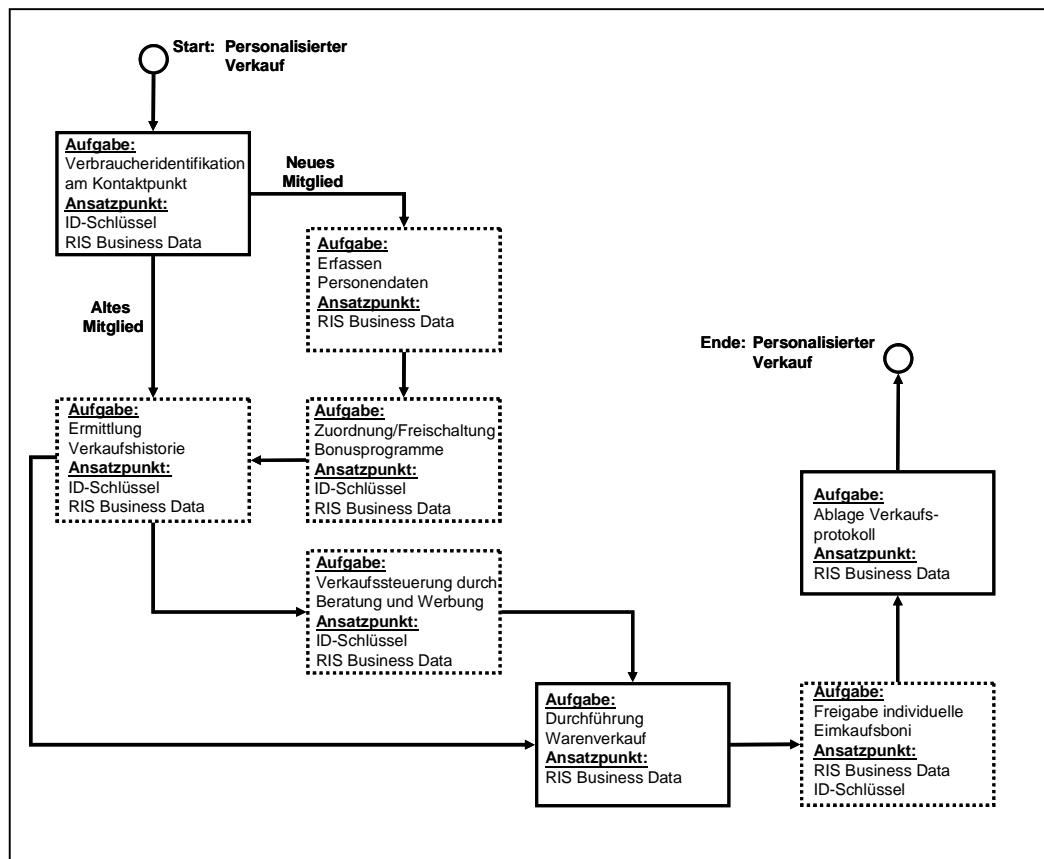 Start: Personalisierter
Verkauf
Aufgabe:
Verbraucheridentifikation
am Kontaktpunkt
Ansatzpunkt:
ID-Schlüssel
RIS Business Data
Neues
Mitglied
Aufgabe:
Erfassen
Personendaten
Ansatzpunkt:
RIS Business Data
Altes
Mitglied
Aufgabe:
Ermittlung
Verkaufshistorie
Ansatzpunkt:
ID-Schlüssel
RIS Business Data
Aufgabe:
Zuordnung/Freischaltung
Bonusprogramme
Ansatzpunkt:
ID-Schlüssel
RIS Business Data
Aufgabe:
Verkaufssteuerung durch
Beratung und Werbung
Ansatzpunkt:
ID-Schlüssel
RIS Business Data
Aufgabe:
Durchführung
Warenverkauf
Ansatzpunkt:
RIS Business Data
Aufgabe:
Freigabe individuelle
Eimkaufsboni
Ansatzpunkt:
RIS Business Data
ID-Schlüssel
Aufgabe:
Ablage Verkaufs-
protokoll
Ansatzpunkt:
RIS Business Data
Ende: Personalisierter
Verkauf